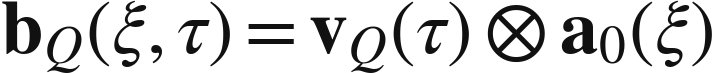 𝐛_Q(ξ, τ) = 𝐯_Q(τ) ⊗ 𝐚_0(ξ)